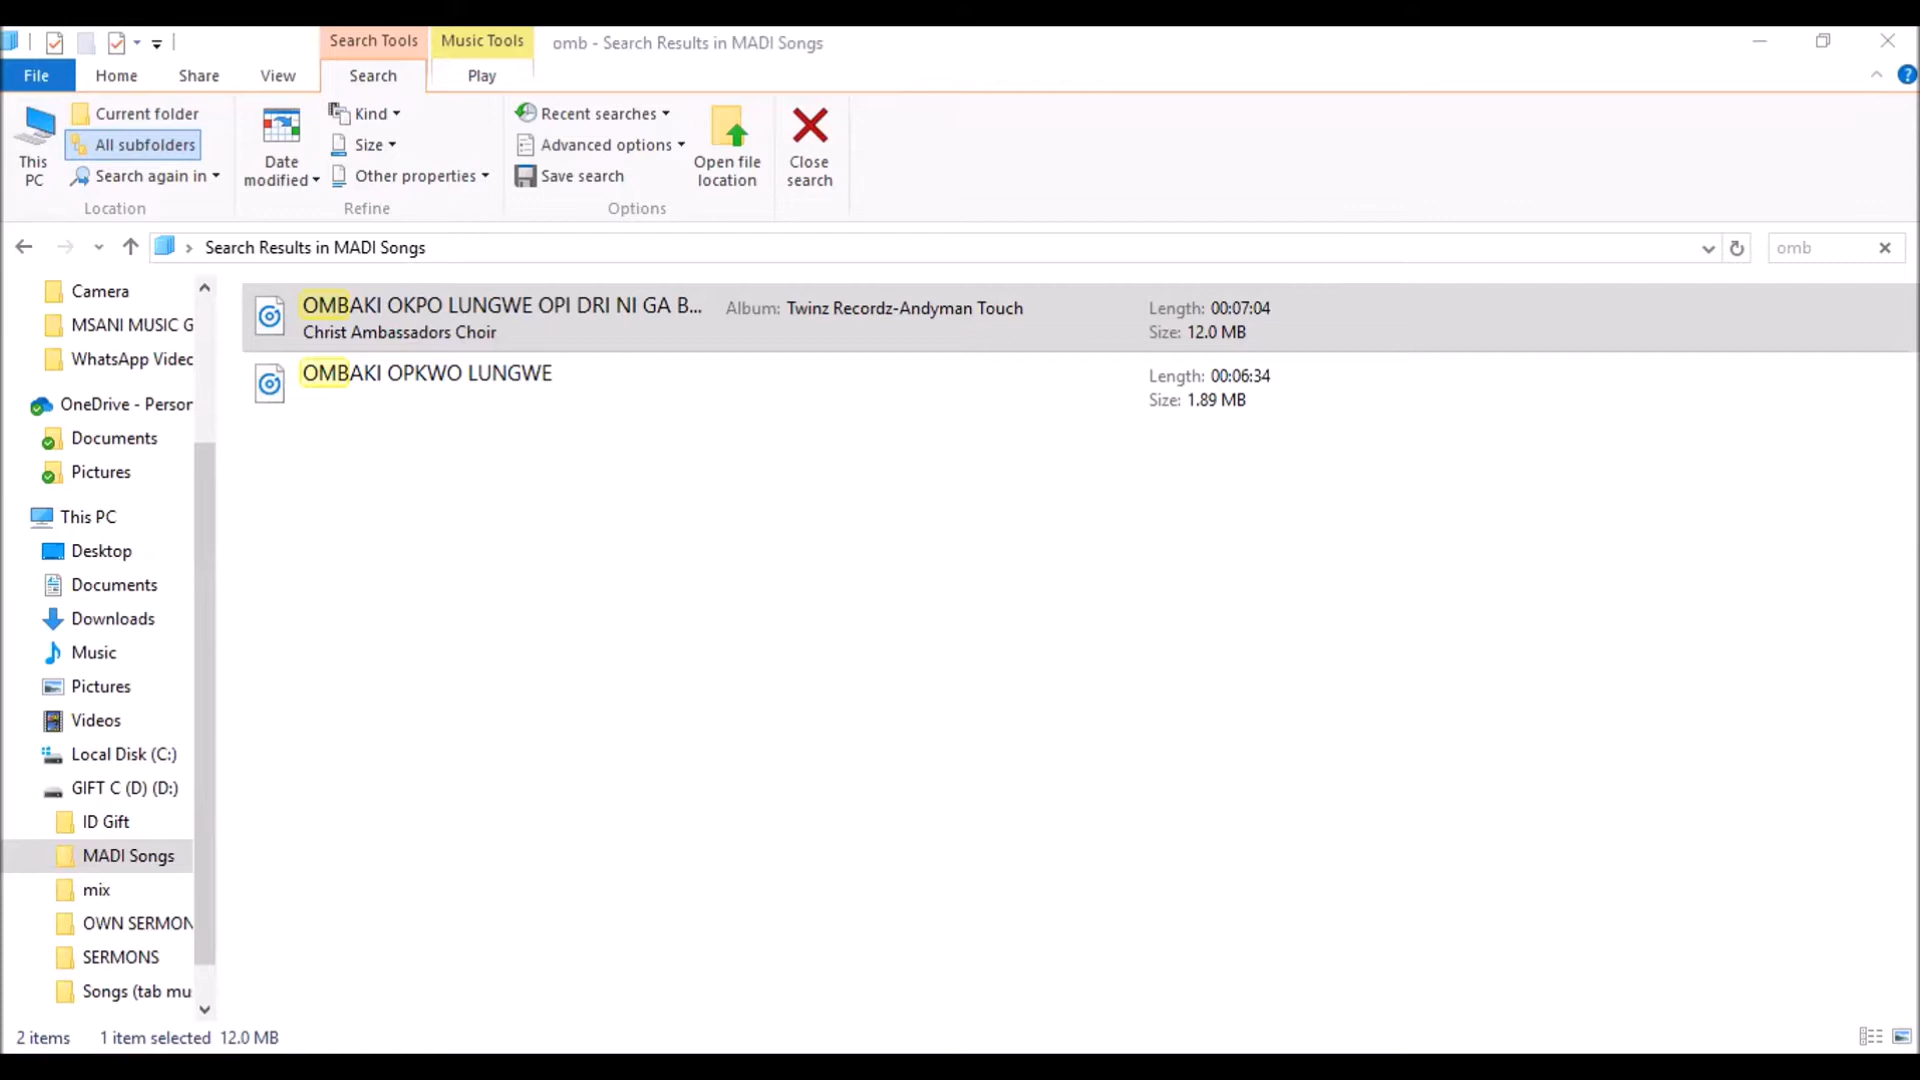 Search Tools
Music Tools
omb - Search Results in MADI Songs
File
Home
Share
View
Search
Play
This PC
Current folder
All subfolders
Search again in
Location
Date modified
Kind
Size
Other properties
Refine
Recent searches
Advanced options
Save search
Options
Open file location
Close search
Search Results in MADI Songs
omb
Camera
MSANI MUSIC G
WhatsApp Videc
OneDrive - Persor
Documents
Pictures
This PC
Desktop
Documents
Downloads
Music
Pictures
Videos
Local Disk (C:)
GIFT C (D) (D:)
ID Gift
MADI Songs
mix
OWN SERMON
SERMONS
Songs (tab mu
OMBAKI OKPO LUNGWE OPI DRI NI GA B...
Christ Ambassadors Choir
Album: Twinz Recordz-Andyman Touch
Length: 00:07:04
Size: 12.0 MB
OMBAKI OPKWO LUNGWE
Length: 00:06:34
Size: 1.89 MB
2 items
1 item selected 12.0 MB